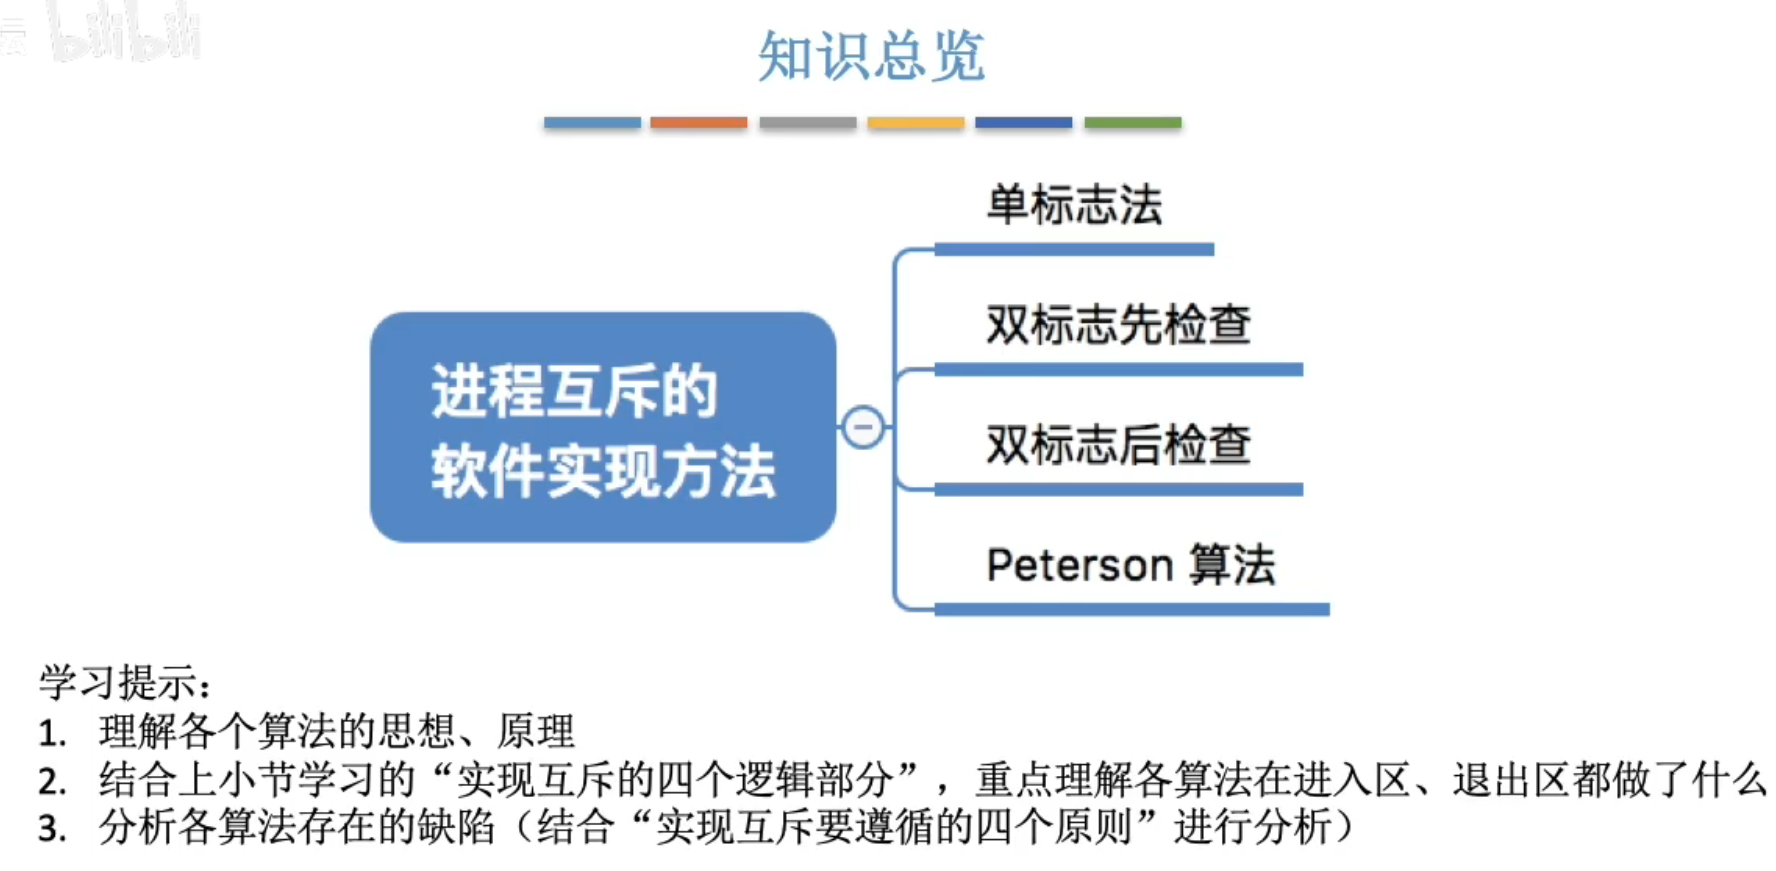 bilibili
知识总览
单标志法
双标志先检查
进程互斥的
软件实现方法
双标志后检查
Peterson 算法
学习提示：
1. 理解各个算法的思想、原理
2. 结合上小节学习的“实现互斥的四个逻辑部分”，重点理解各算法在进入区、退出区都做了什么
3. 分析各算法存在的缺陷（结合“实现互斥要遵循的四个原则”进行分析）